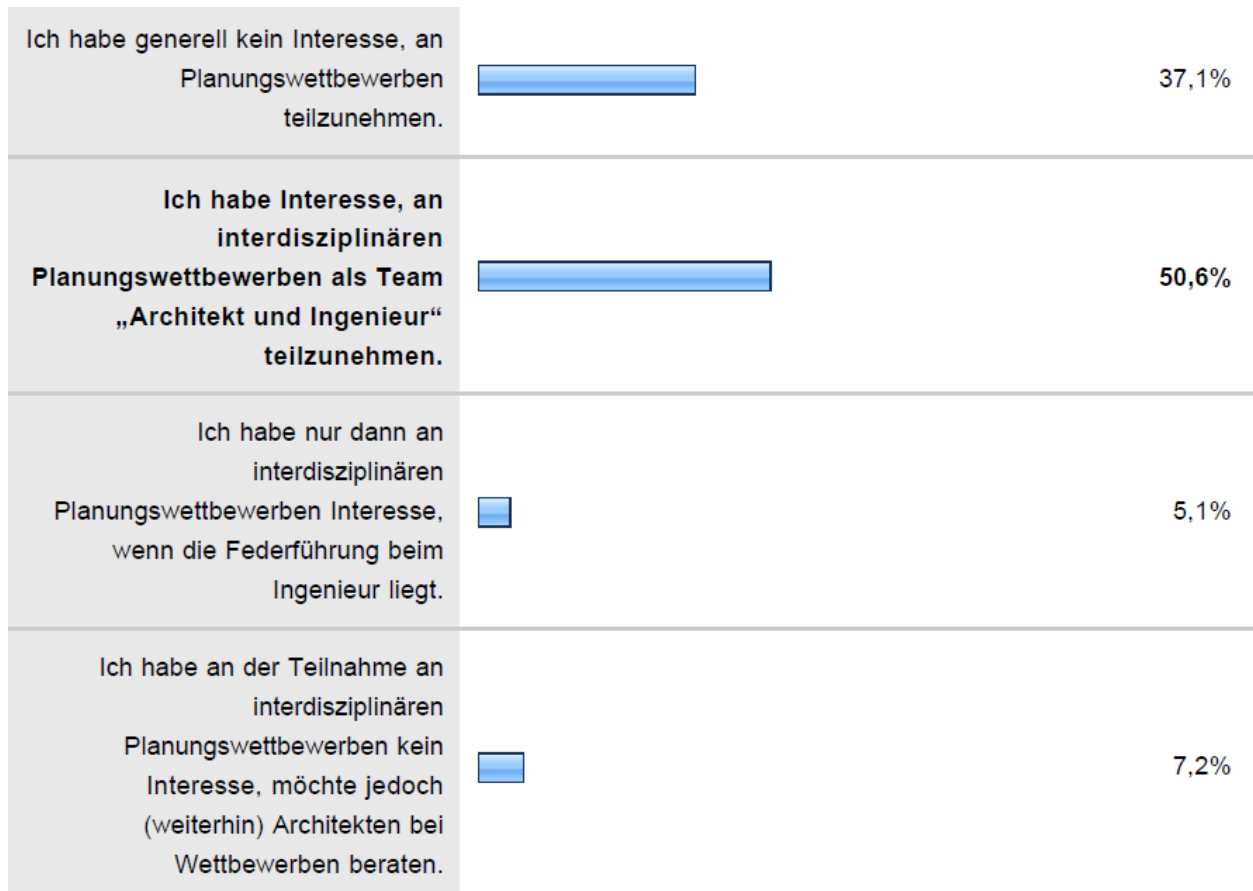 Ich habe generell kein Interesse, an
Planungswettbewerben
teilzunehmen.
37,1%
Ich habe Interesse, an
interdisziplinären
Planungswettbewerben als Team
„Architekt und Ingenieur“
teilzunehmen.
50,6%
Ich habe nur dann an
interdisziplinären
Planungswettbewerben Interesse,
wenn die Federführung beim
Ingenieur liegt.
5,1%
Ich habe an der Teilnahme an
interdisziplinären
Planungswettbewerben kein
Interesse, möchte jedoch
(weiterhin) Architekten bei
Wettbewerben beraten.
7,2%